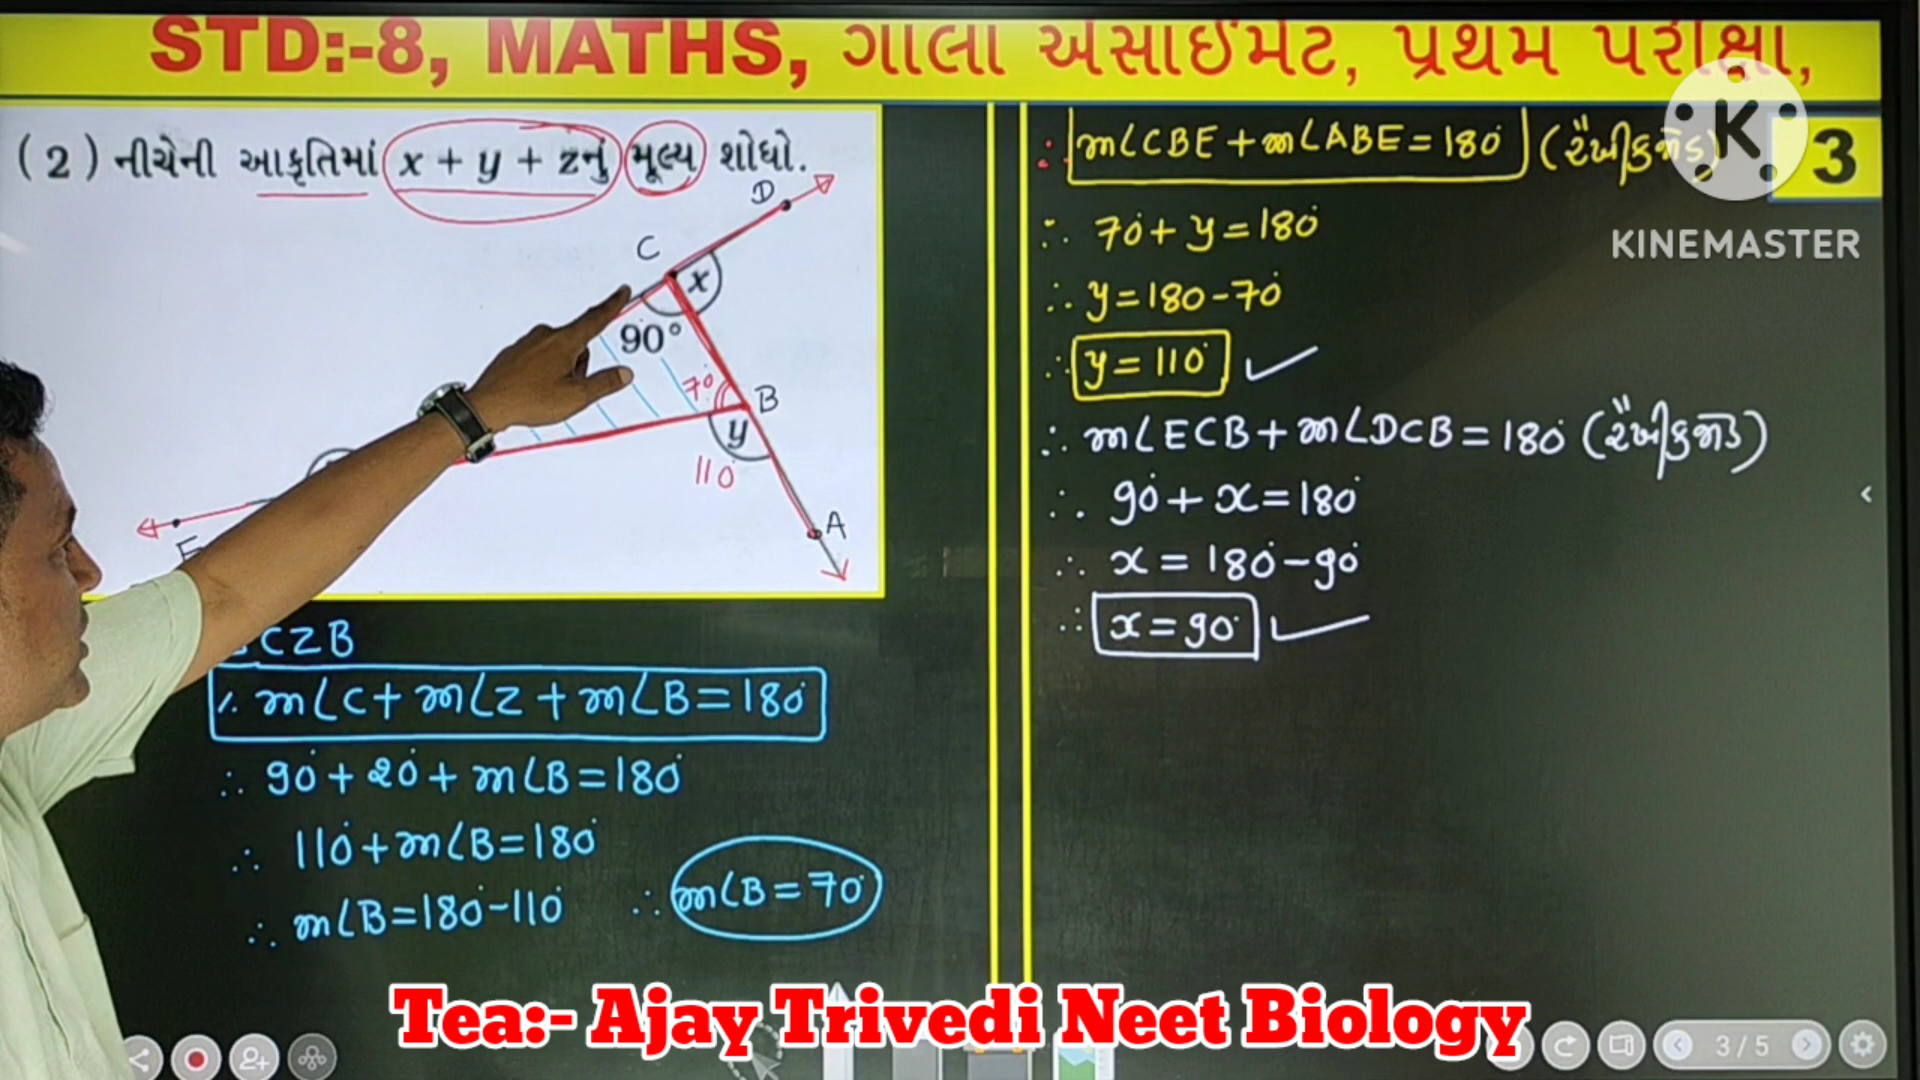 STD:-8, MATHS, ગાલા એસાઈમેંટ, પ્રથમ પરીક્ષા,
(2) નીચેની આકૃતિમાં x + y + zનું મૂલ્ય શોધો.
D
C
x
90°
70°
B
y
110°
A
E
CZB
∴ m∠C + m∠Z + m∠B = 180°
∴ 90° + 20° + m∠B = 180°
∴ 110° + m∠B = 180°
∴ m∠B = 180° - 110°
∴ m∠B = 70°
∴ m∠CBE + m∠ABE = 180°
∴ 70° + y = 180°
∴ y = 180 - 70°
∴ y = 110°
∴ m∠ECB + m∠DCB = 180°
∴ 90° + x = 180°
∴ x = 180° - 90°
∴ x = 90°
3
K
KINEMASTER
Tea:- Ajay Trivedi Neet Biology
3/5